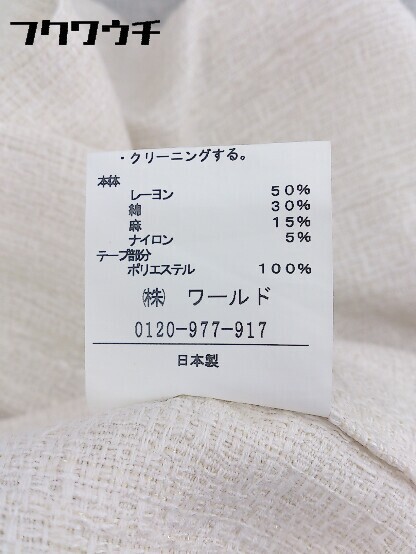 フクワウチ
・クリーニングする。
本体
レーヨン 50%
綿 30%
麻 15%
ナイロン 5%
テープ部分
ポリエステル 100%
㈱ ワールド
0120-977-917
日本製